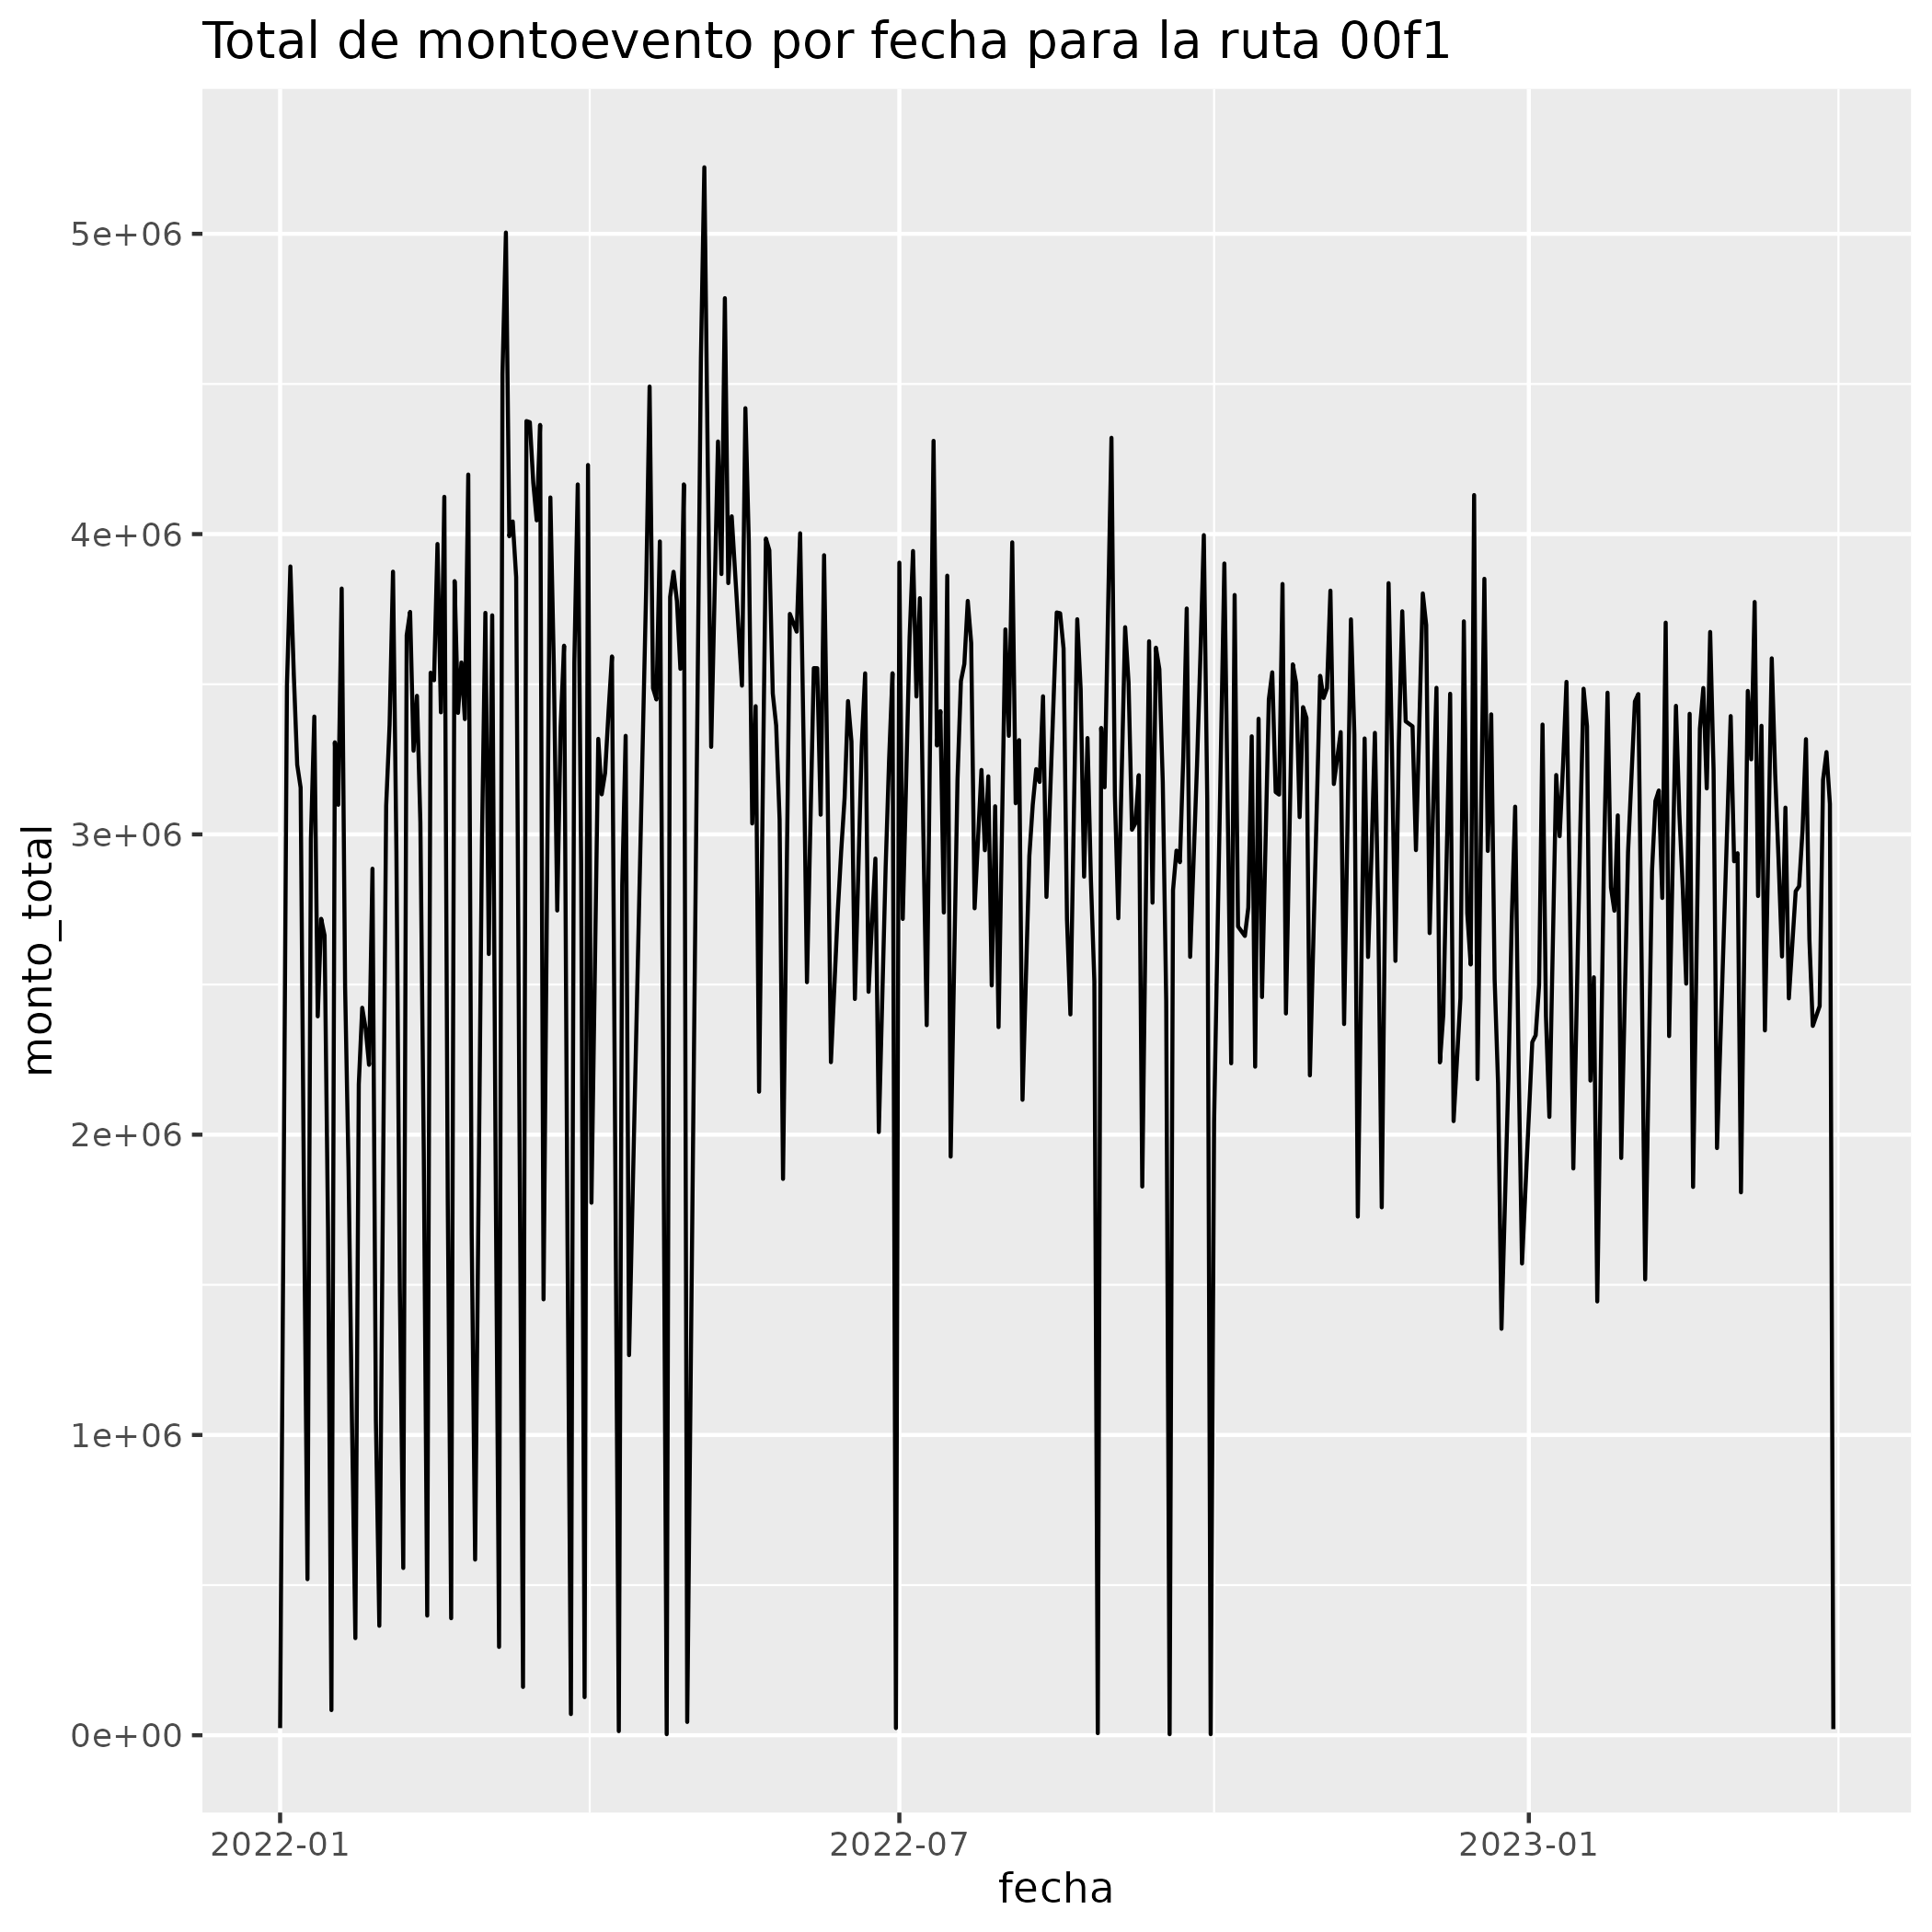 Total de montoevento por fecha para la ruta 00f1
monto_total
5e+06
4e+06
3e+06
2e+06
1e+06
0e+00
2022-01
2022-07
2023-01
fecha